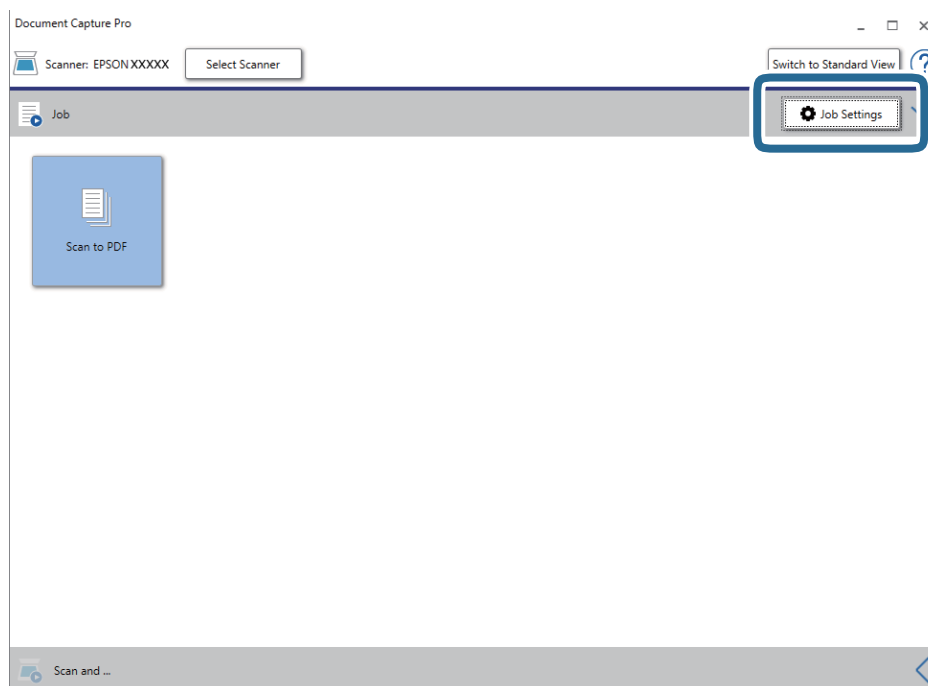 Document Capture Pro
Scanner: EPSON XXXXX
Select Scanner
Switch to Standard View
?
Job
Job Settings
Scan to PDF
Scan and ...